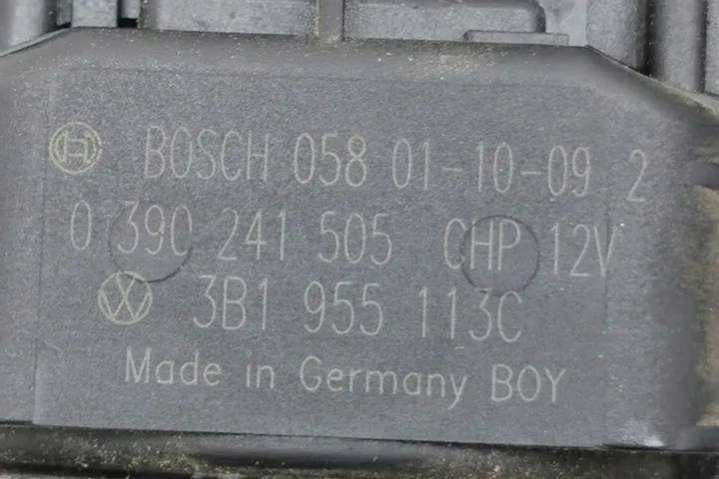 BOSCH 058 01-10-09 2
0 390 241 505 CHP 12V
3B1 955 113C
Made in Germany BOY